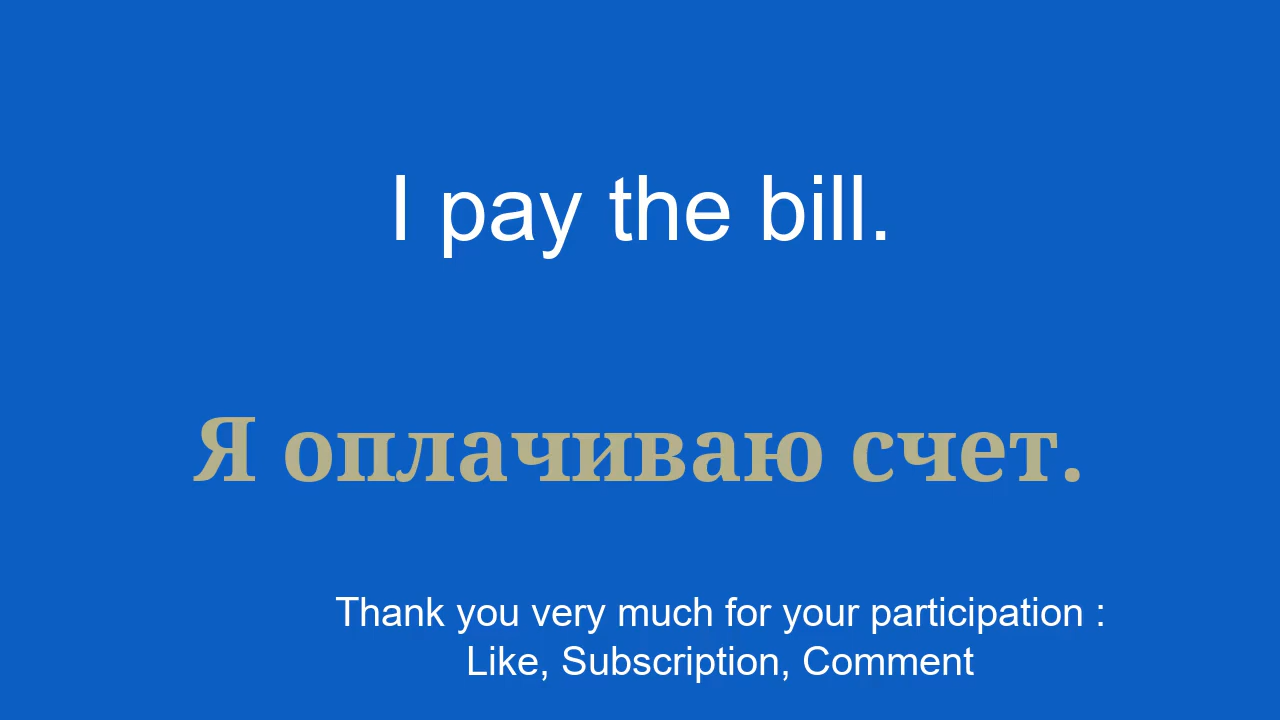 I pay the bill.
Я оплачиваю счет.
Thank you very much for your participation :
Like, Subscription, Comment